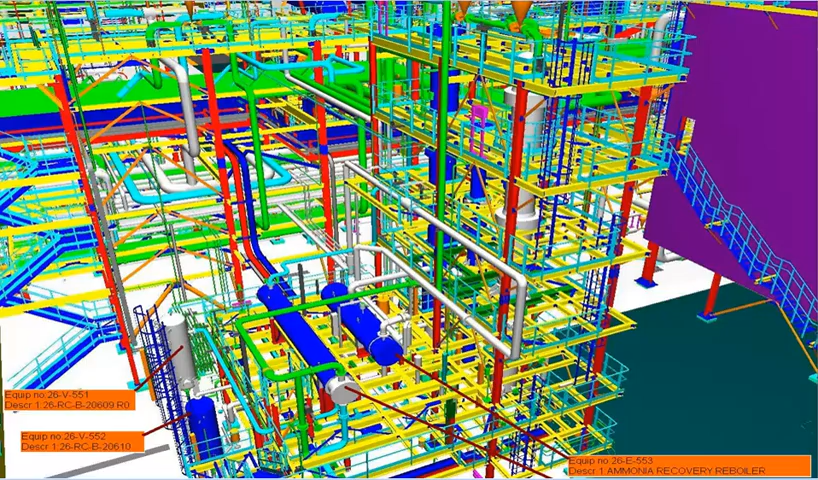 Equip no.26-V-551
Descr 1:26-RC-B-20609 R0
Equip no.26-V-552
Descr 1:26-RC-B-20610
Equip no 26-E-553
Descr 1 AMMONIA RECOVERY REBOILER